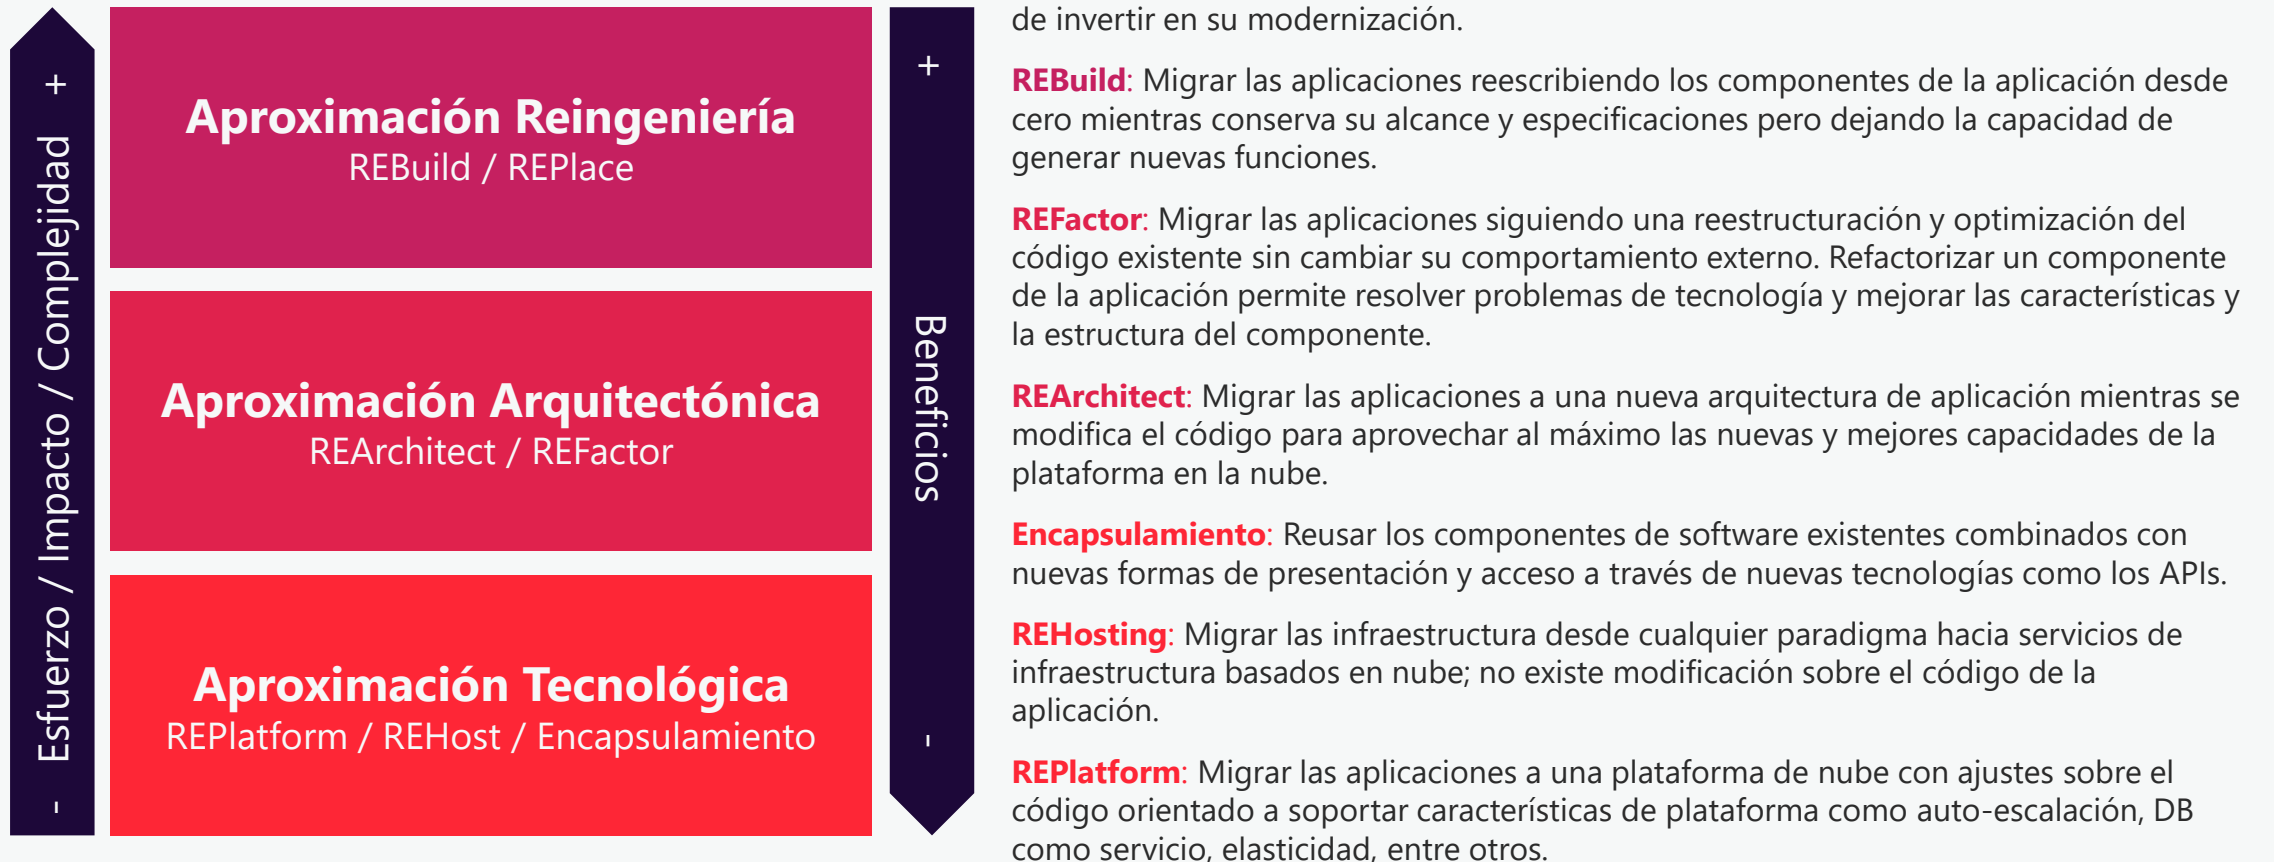 +
Esfuerzo / Impacto / Complejidad
-
Aproximación Reingeniería
REBuild / REPlace
Aproximación Arquitectónica
REArchitect / REFactor
Aproximación Tecnológica
REPlatform / REHost / Encapsulamiento
+
Beneficios
-
de invertir en su modernización.
REBuild: Migrar las aplicaciones reescribiendo los componentes de la aplicación desde
cero mientras conserva su alcance y especificaciones pero dejando la capacidad de
generar nuevas funciones.
REFactor: Migrar las aplicaciones siguiendo una reestructuración y optimización del
código existente sin cambiar su comportamiento externo. Refactorizar un componente
de la aplicación permite resolver problemas de tecnología y mejorar las características y
la estructura del componente.
REArchitect: Migrar las aplicaciones a una nueva arquitectura de aplicación mientras se
modifica el código para aprovechar al máximo las nuevas y mejores capacidades de la
plataforma en la nube.
Encapsulamiento: Reusar los componentes de software existentes combinados con
nuevas formas de presentación y acceso a través de nuevas tecnologías como los APIs.
REHosting: Migrar las infraestructura desde cualquier paradigma hacia servicios de
infraestructura basados en nube; no existe modificación sobre el código de la
aplicación.
REPlatform: Migrar las aplicaciones a una plataforma de nube con ajustes sobre el
código orientado a soportar características de plataforma como auto-escalación, DB
como servicio, elasticidad, entre otros.